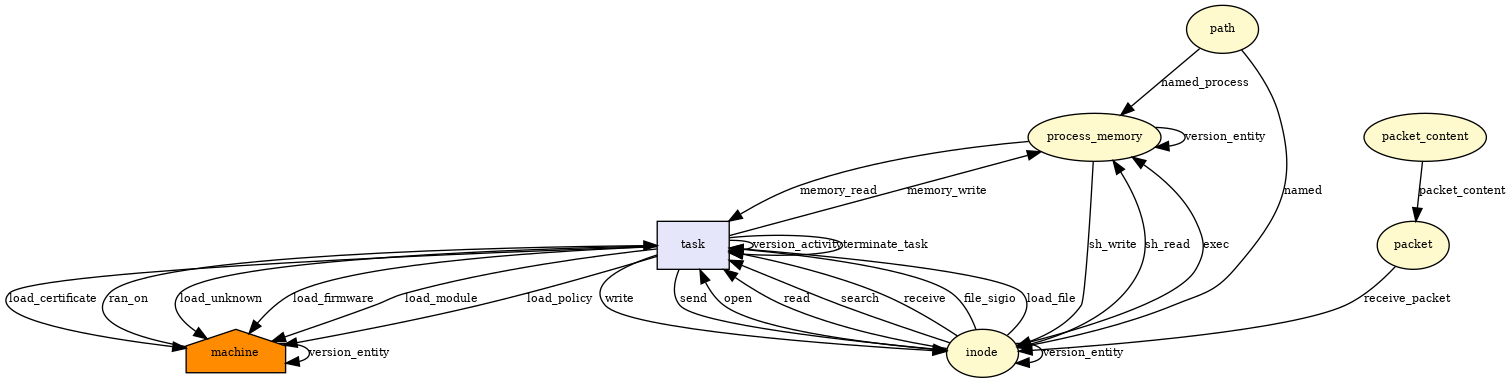 path
named_process
packet_content
process_memory
version_entity
memory_read
memory_write
named
packet_content
task
version_activity
terminate_task
sh_write
sh_read
exec
packet
load_certificate
ran_on
load_unknown
load_firmware
load_module
load_policy
write
send
open
read
search
receive
file_sigio
load_file
receive_packet
machine
version_entity
inode
version_entity